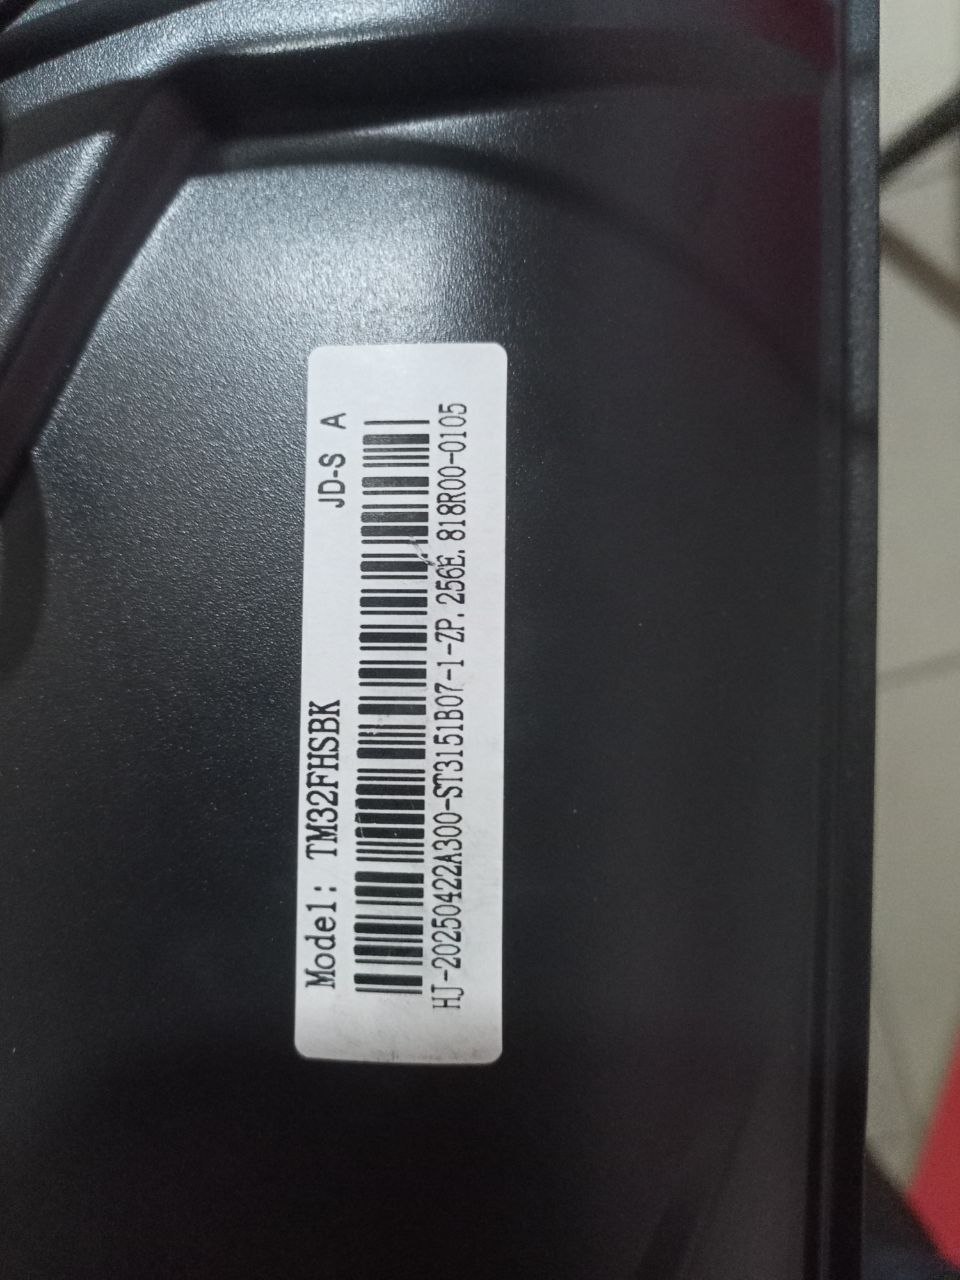 Model: TM32FHSBK JD-S A
HJ-20250422A300-ST3151B07-1-ZP.256E.818R00-0105